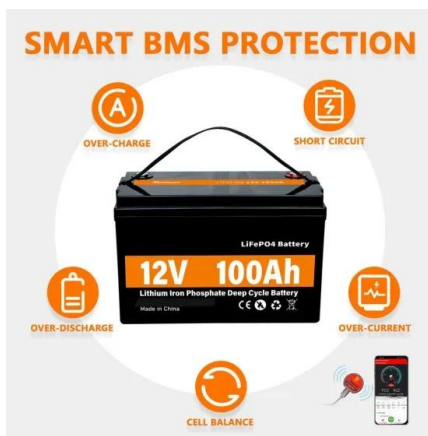 SMART BMS PROTECTION
A
OVER-CHARGE
SHORT CIRCUIT
LiFePO4 Battery
12V 100Ah
Lithium Iron Phosphate Deep Cycle Battery
Made in China
CE
OVER-DISCHARGE
OVER-CURRENT
CELL BALANCE